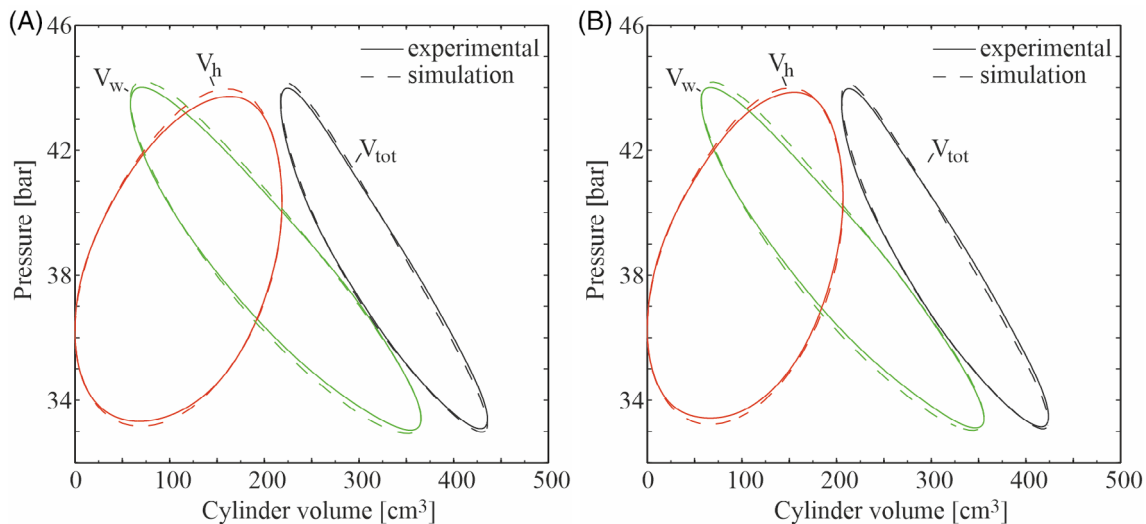 (A)
46
42
38
34
Pressure [bar]
V_w
V_h
V_tot
experimental
simulation
0 100 200 300 400 500
Cylinder volume [cm³]
(B)
46
42
38
34
Pressure [bar]
V_w
V_h
V_tot
experimental
simulation
0 100 200 300 400 500
Cylinder volume [cm³]